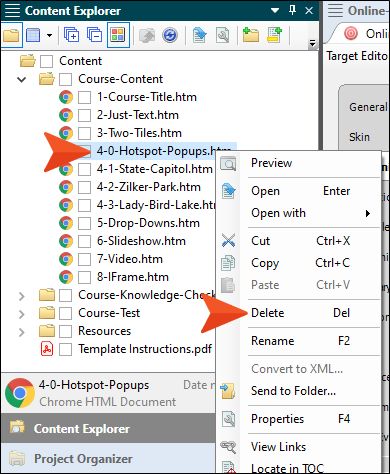 Content Explorer
Online-
Onli
Target Edito
Content
Course-Content
1-Course-Title.htm
2-Just-Text.htm
3-Two-Tiles.htm
4-0-Hotspot-Popups.htm
4-1-State-Capitol.htm
4-2-Zilker-Park.htm
4-3-Lady-Bird-Lake.htm
5-Drop-Downs.htm
6-Slideshow.htm
7-Video.htm
8-IFrame.htm
Course-Knowledge-Check
Course-Test
Resources
Template Instructions.pdf
General
Skin
Preview
Open Enter
Open with
Cut Ctrl+X
Copy Ctrl+C
Paste Ctrl+V
Delete Del
Rename F2
Convert to XML...
Send to Folder...
Properties F4
View Links
Locate in TOC
4-0-Hotspot-Popups Date
Chrome HTML Document
Content Explorer
Project Organizer